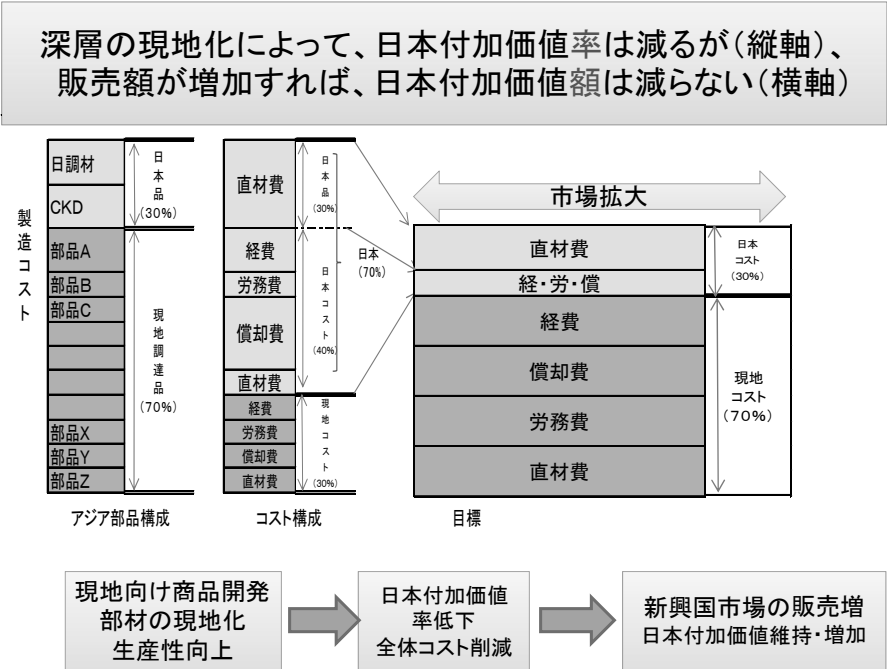 深層の現地化によって、日本付加価値率は減るが(縦軸)、
販売額が増加すれば、日本付加価値額は減らない(横軸)
製造コスト
日調材
CKD
部品A
部品B
部品C
部品X
部品Y
部品Z
日本品
(30%)
現地調達品
(70%)
アジア部品構成
直材費
経費
労務費
償却費
直材費
経費
労務費
償却費
直材費
日本品
(30%)
日本コスト
(40%)
日本
(70%)
現地コスト
(30%)
コスト構成
市場拡大
直材費
経・労・償
経費
償却費
労務費
直材費
日本
コスト
(30%)
現地
コスト
(70%)
目標
現地向け商品開発
部材の現地化
生産性向上
日本付加価値
率低下
全体コスト削減
新興国市場の販売増
日本付加価値維持・増加